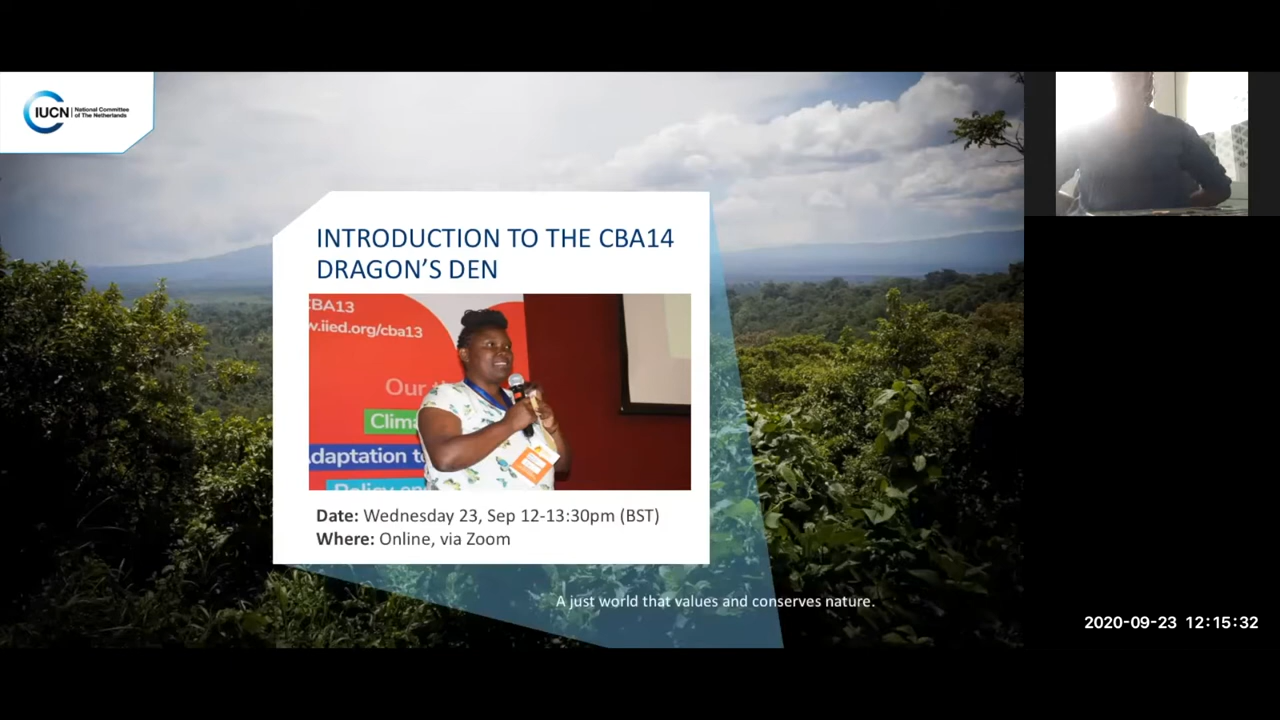 IUCN
National Committee
of The Netherlands
INTRODUCTION TO THE CBA14
DRAGON'S DEN
CBA13
w.iied.org/cba13
Our
Clima
Adaptation to
Policy
Date: Wednesday 23, Sep 12-13:30pm (BST)
Where: Online, via Zoom
A just world that values and conserves nature.
2020-09-23 12:15:32